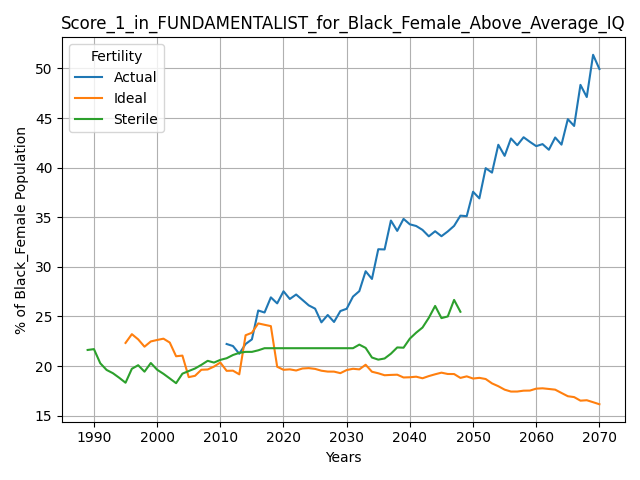 Score_1_in_FUNDAMENTALIST_for_Black_Female_Above_Average_IQ
Fertility
Actual
Ideal
Sterile
% of Black_Female Population
50
45
40
35
30
25
20
15
1990 2000 2010 2020 2030 2040 2050 2060 2070
Years